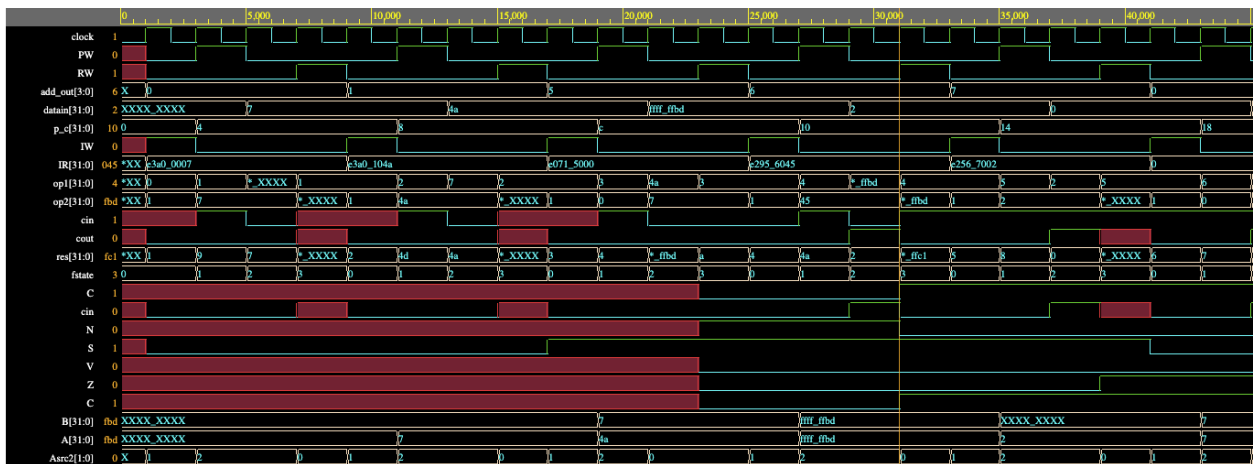 0 5,000 10,000 15,000 20,000 25,000 30,000 35,000 40,000
clock 1
PW 0
RW 1
add_out[3:0] 6 X 0 1 5 6 7 0
datain[31:0] 2 XXXX_XXXX 7 4a ffff_ffbd 2 0
p_c[31:0] 10 0 4 8 c 10 14 18
IW 0
IR[31:0] 045 *XX e3a0_0007 e3a0_104a e071_5000 e295_6045 e256_7002 0
op1[31:0] 4 *XX 0 1 *_XXXX 1 2 7 2 3 4a 3 4 *_ffbd 4 5 2 5 6
op2[31:0] fbd *XX 1 7 *_XXXX 1 4a *_XXXX 1 0 7 1 45 *_ffbd 1 2 *_XXXX 1 0
cin 1
cout 0
res[31:0] fc1 *XX 1 9 7 *_XXXX 2 4d 4a *_XXXX 3 4 *_ffbd a 4 4a 2 *_ffc1 5 8 0 *_XXXX 6 7
fstate 3 0 1 2 3 0 1 2 3 0 1 2 3 0 1 2 3 0 1 2 3 0 1
C 1
cin 0
N 0
S 1
V 0
Z 0
C 1
B[31:0] fbd XXXX_XXXX 7 ffff_ffbd XXXX_XXXX 7
A[31:0] fbd XXXX_XXXX 7 4a ffff_ffbd 2 7
Asrc2[1:0] 0 X 1 2 0 1 2 0 1 2 0 1 2 0 1 2 0 1 2